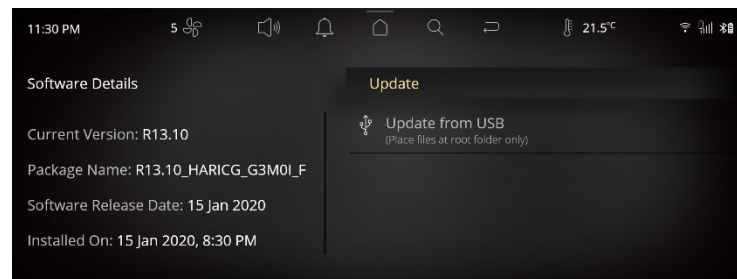 11:30 PM 5 21.5°C
Software Details
Current Version: R13.10
Package Name: R13.10_HARICG_G3M0I_F
Software Release Date: 15 Jan 2020
Installed On: 15 Jan 2020, 8:30 PM
Update
Update from USB
(Place files at root folder only)